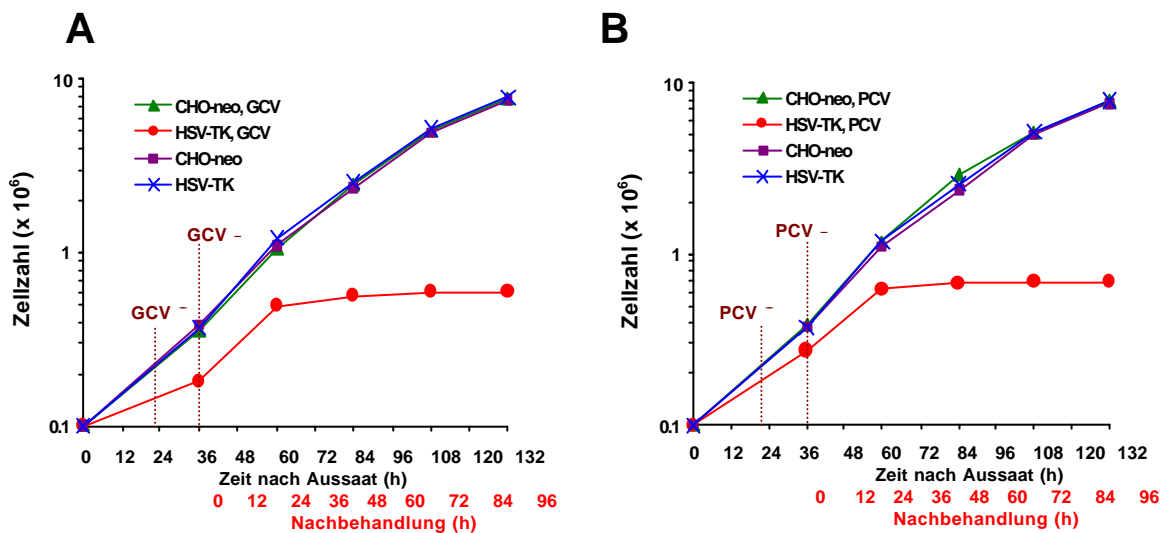 A
Zellzahl (x 10⁶)
10
1
0.1
CHO-neo, GCV
HSV-TK, GCV
CHO-neo
HSV-TK
GCV –
GCV –
0 12 24 36 48 60 72 84 96 108 120 132
Zeit nach Aussaat (h)
0 12 24 36 48 60 72 84 96
Nachbehandlung (h)
B
Zellzahl (x 10⁶)
10
1
0.1
CHO-neo, PCV
HSV-TK, PCV
CHO-neo
HSV-TK
PCV –
PCV –
0 12 24 36 48 60 72 84 96 108 120 132
Zeit nach Aussaat (h)
0 12 24 36 48 60 72 84 96
Nachbehandlung (h)